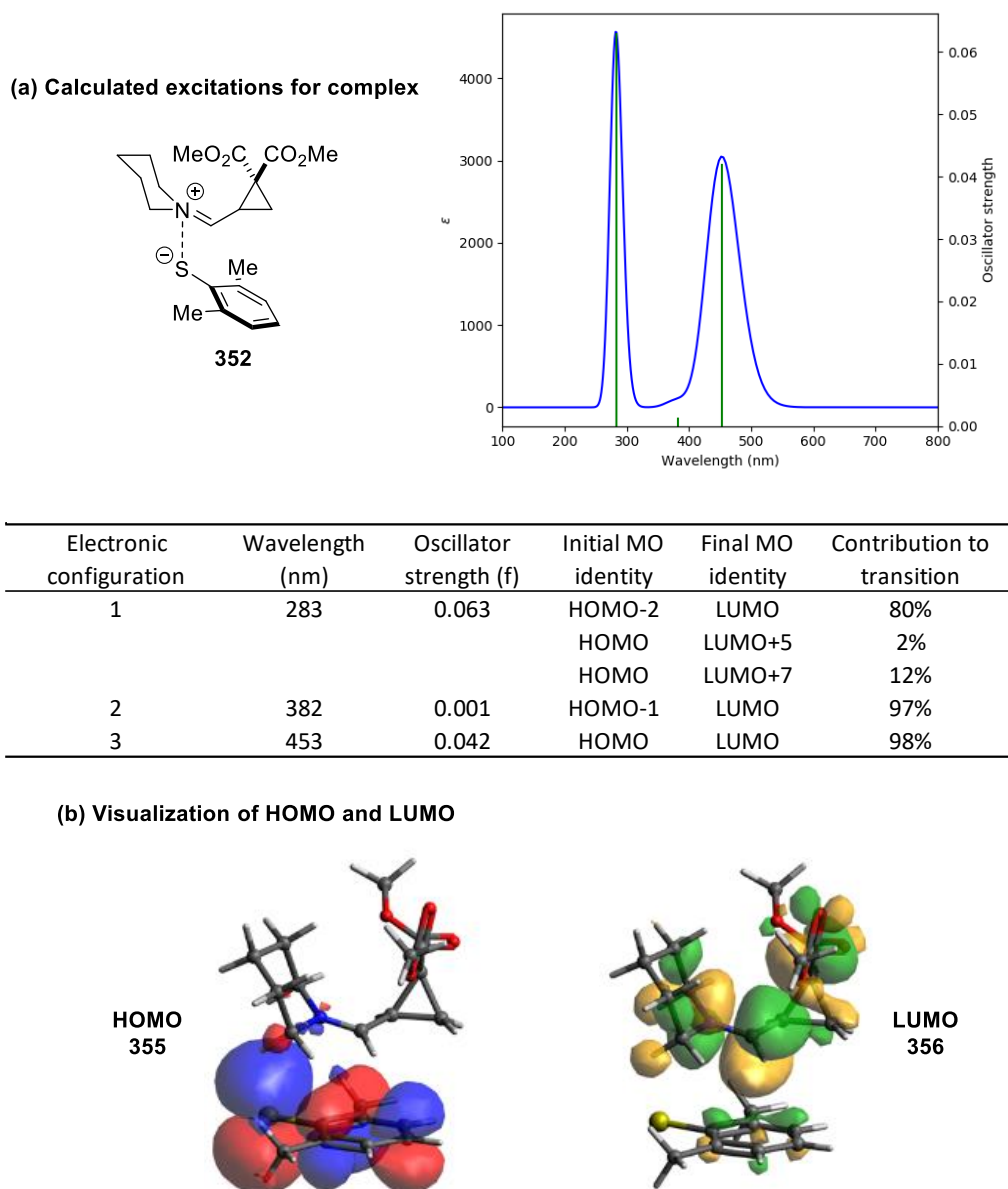 (a) Calculated excitations for complex
MeO2C CO2Me
+
N
−
S
Me
Me
352
4000
3000
2000
1000
0
ε
0.06
0.05
0.04
0.03
0.02
0.01
0.00
Oscillator strength
100 200 300 400 500 600 700 800
Wavelength (nm)
Electronic configuration Wavelength (nm) Oscillator strength (f) Initial MO identity Final MO identity Contribution to transition
1 283 0.063 HOMO-2 LUMO 80%
HOMO LUMO+5 2%
HOMO LUMO+7 12%
2 382 0.001 HOMO-1 LUMO 97%
3 453 0.042 HOMO LUMO 98%
(b) Visualization of HOMO and LUMO
HOMO
355
LUMO
356